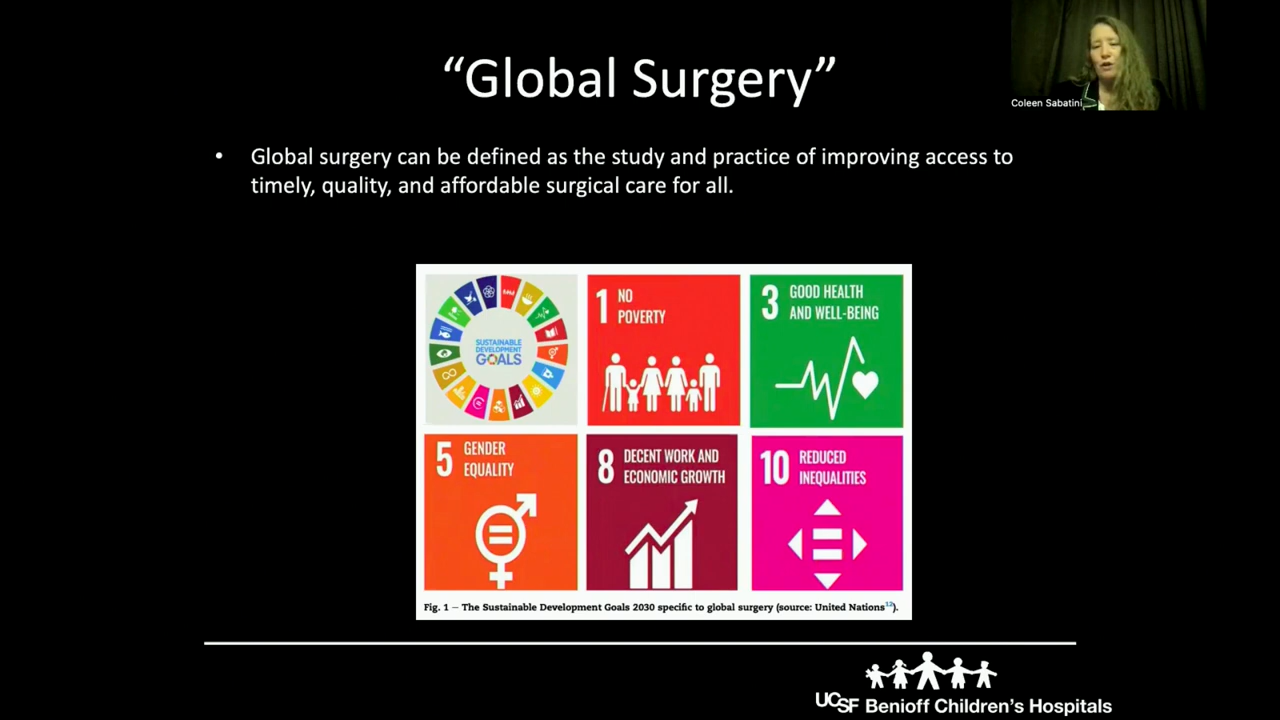 “Global Surgery”
Coleen Sabatini
• Global surgery can be defined as the study and practice of improving access to
timely, quality, and affordable surgical care for all.
SUSTAINABLE
DEVELOPMENT
GOALS
1 NO
POVERTY
3 GOOD HEALTH
AND WELL-BEING
5 GENDER
EQUALITY
8 DECENT WORK AND
ECONOMIC GROWTH
10 REDUCED
INEQUALITIES
Fig. 1 – The Sustainable Development Goals 2030 specific to global surgery (source: United Nations12).
UCSF Benioff Children’s Hospitals